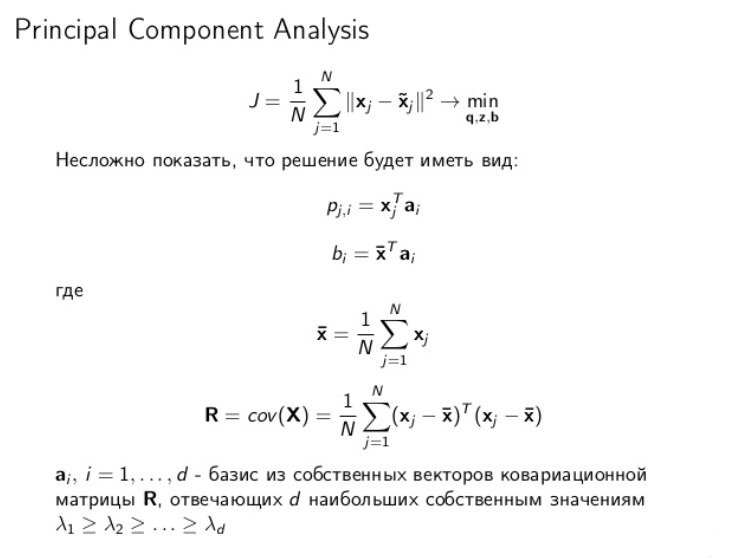 Principal Component Analysis
J = \frac{1}{N} \sum_{j=1}^{N} \|\mathbf{x}_j - \tilde{\mathbf{x}}_j\|^2 \to \min_{\mathbf{q},\mathbf{z},\mathbf{b}}
Несложно показать, что решение будет иметь вид:
p_{j,i} = \mathbf{x}_j^T \mathbf{a}_i
b_i = \bar{\mathbf{x}}^T \mathbf{a}_i
где
\bar{\mathbf{x}} = \frac{1}{N} \sum_{j=1}^{N} \mathbf{x}_j
\mathbf{R} = cov(\mathbf{X}) = \frac{1}{N} \sum_{j=1}^{N} (\mathbf{x}_j - \bar{\mathbf{x}})^T (\mathbf{x}_j - \bar{\mathbf{x}})
\mathbf{a}_i, i = 1, \ldots, d - базис из собственных векторов ковариационной
матрицы \mathbf{R}, отвечающих d наибольших собственным значениям
\lambda_1 \geq \lambda_2 \geq \ldots \geq \lambda_d